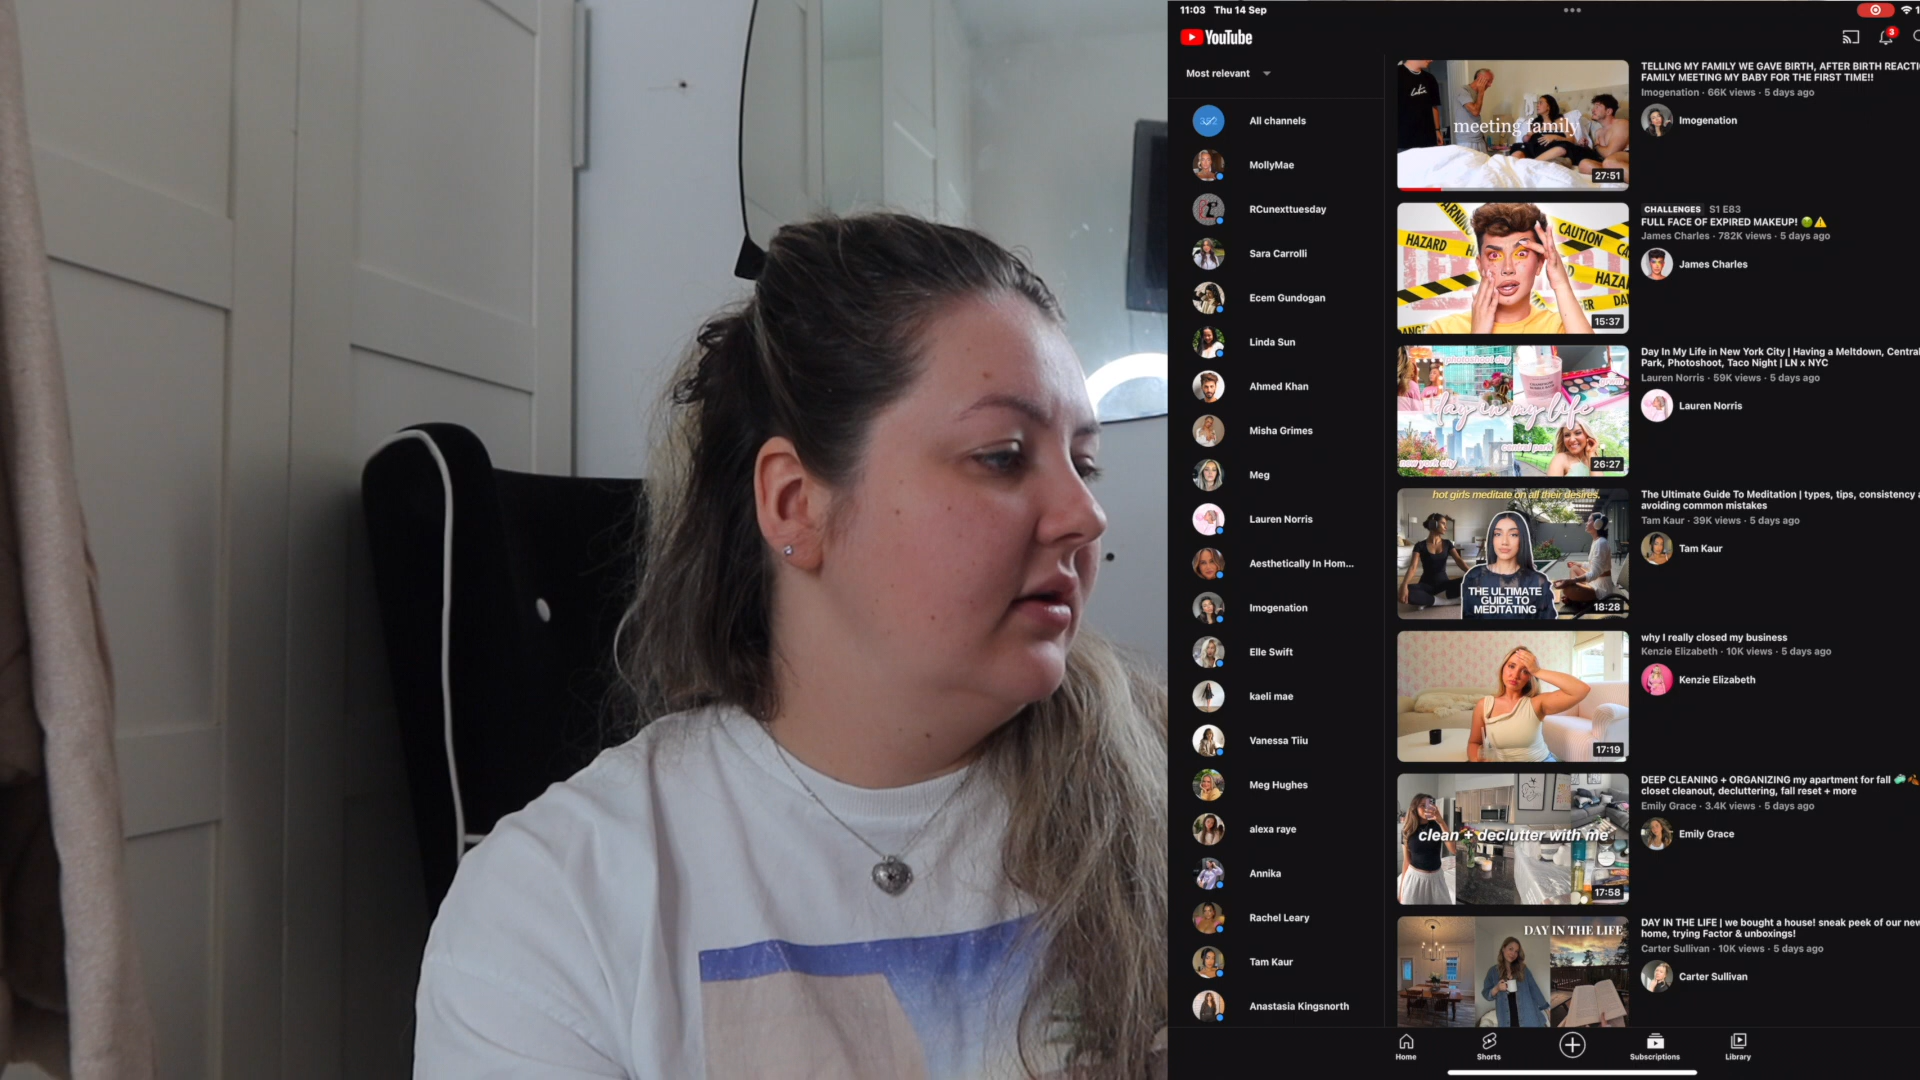 11:03 Thu 14 Sep
YouTube
3
Most relevant
All channels
MollyMae
RCunexttuesday
Sara Carrolli
Ecem Gundogan
Linda Sun
Ahmed Khan
Misha Grimes
Meg
Lauren Norris
Aesthetically In Hom...
Imogenation
Elle Swift
kaeli mae
Vanessa Tiiu
Meg Hughes
alexa raye
Annika
Rachel Leary
Tam Kaur
Anastasia Kingsnorth
meeting family
27:51
TELLING MY FAMILY WE GAVE BIRTH, AFTER BIRTH REACTI
FAMILY MEETING MY BABY FOR THE FIRST TIME!!
Imogenation · 66K views · 5 days ago
Imogenation
HAZARD
CAUTION
HAZA
15:37
CHALLENGES S1 E83
FULL FACE OF EXPIRED MAKEUP!
James Charles · 782K views · 5 days ago
James Charles
day in my life
central park
new york city
26:27
Day In My Life in New York City | Having a Meltdown, Central
Park, Photoshoot, Taco Night | LN x NYC
Lauren Norris · 59K views · 5 days ago
Lauren Norris
hot girls meditate on all their desires.
THE ULTIMATE
GUIDE TO
MEDITATING
18:28
The Ultimate Guide To Meditation | types, tips, consistency
avoiding common mistakes
Tam Kaur · 39K views · 5 days ago
Tam Kaur
17:19
why I really closed my business
Kenzie Elizabeth · 10K views · 5 days ago
Kenzie Elizabeth
clean + declutter with me
17:58
DEEP CLEANING + ORGANIZING my apartment for fall
closet cleanout, decluttering, fall reset + more
Emily Grace · 3.4K views · 5 days ago
Emily Grace
DAY IN THE LIFE
DAY IN THE LIFE | we bought a house! sneak peek of our new
home, trying Factor & unboxings!
Carter Sullivan · 10K views · 5 days ago
Carter Sullivan
Home
Shorts
Subscriptions
Library